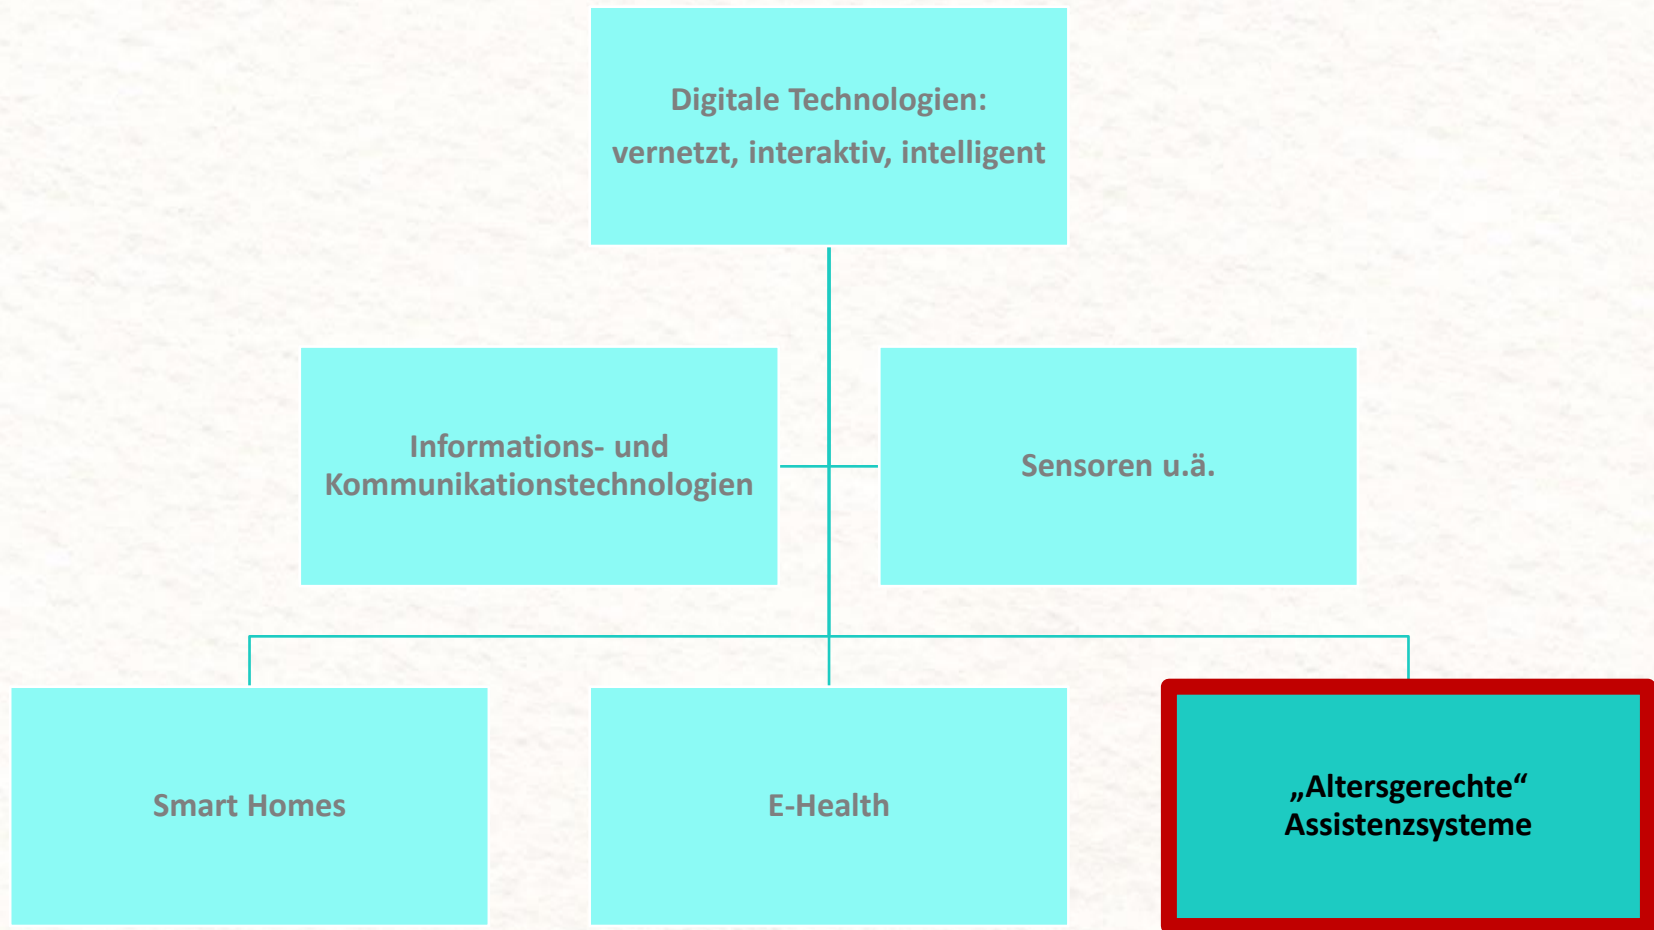 Digitale Technologien:
vernetzt, interaktiv, intelligent
Informations- und
Kommunikationstechnologien
Sensoren u.ä.
Smart Homes
E-Health
„Altersgerechte“
Assistenzsysteme